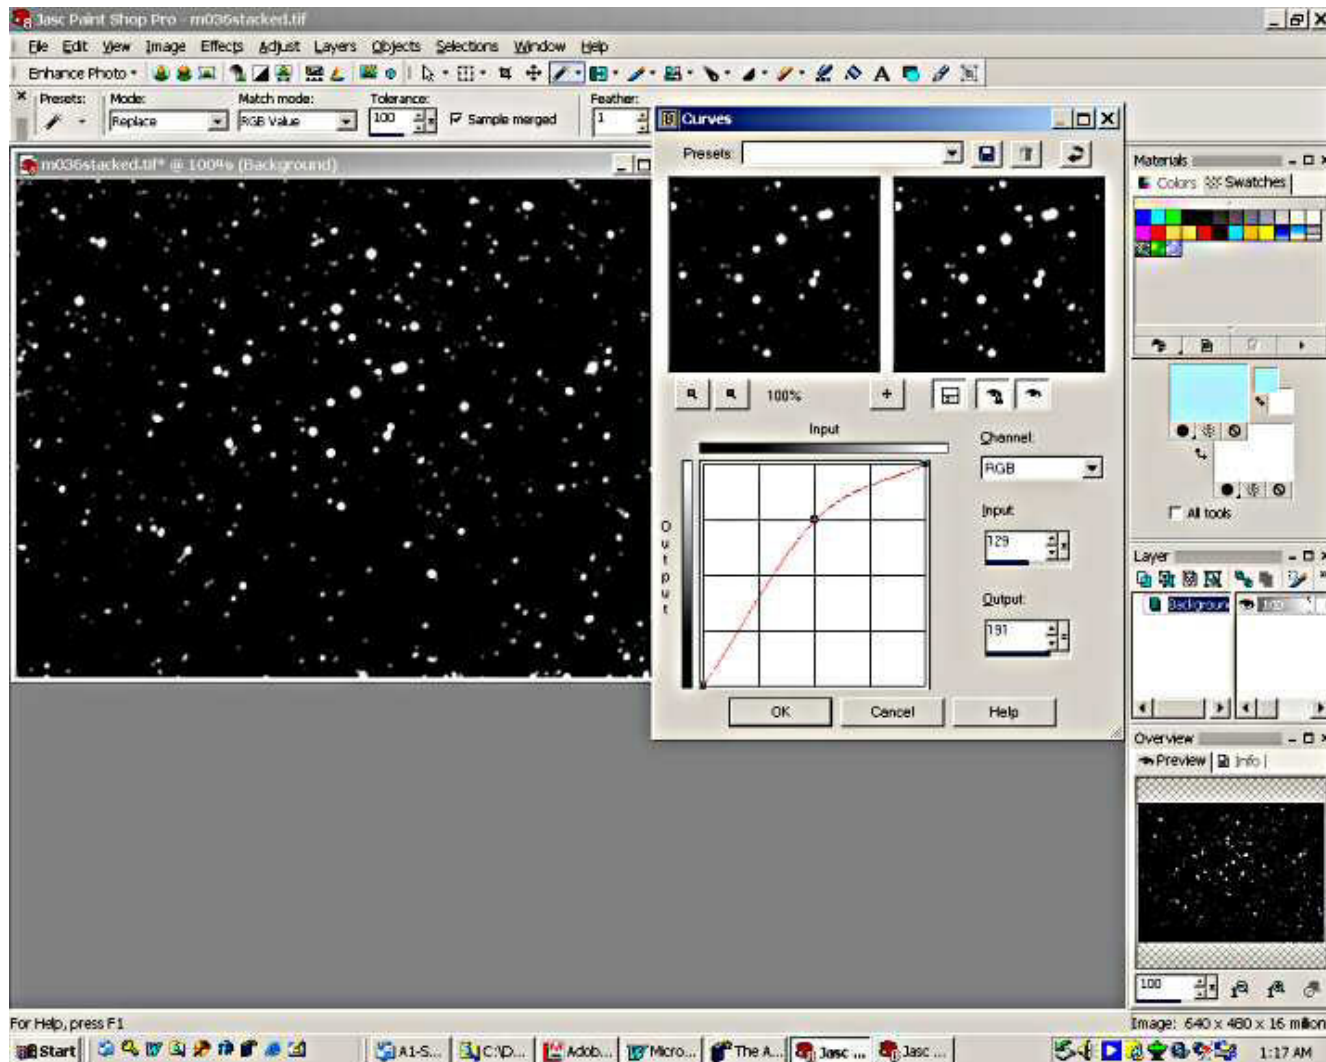 Jasc Paint Shop Pro - m036stacked.tif
File Edit View Image Effects Adjust Layers Objects Selections Window Help
Enhance Photo
Presets: Mode: Match mode: Tolerance: Feather:
Replace RGB Value 100 Sample merged 1
m036stacked.tif* @ 100% (Background)
Curves
Presets:
100%
Input
Output
Channel:
RGB
Input:
129
Output:
191
OK Cancel Help
Materials
Colors Swatches
All tools
Layer
Backgroun 100
Overview
Preview Info
100
For Help, press F1
Image: 640 x 480 x 16 million
Start A1-S... C:\D... Adob... Micro... The A... Jasc ... Jasc ... 1:17 AM